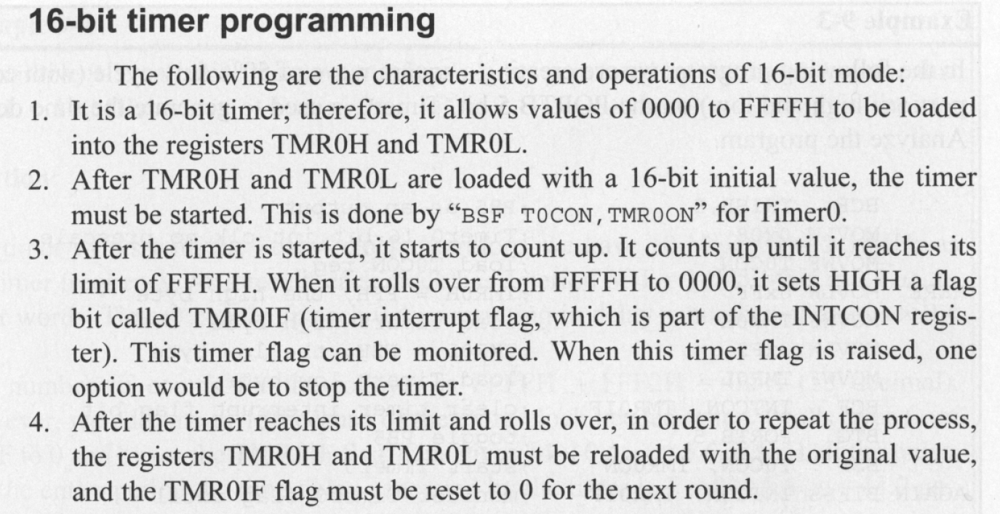 16-bit timer programming
The following are the characteristics and operations of 16-bit mode:
1. It is a 16-bit timer; therefore, it allows values of 0000 to FFFFH to be loaded
into the registers TMR0H and TMR0L.
2. After TMR0H and TMR0L are loaded with a 16-bit initial value, the timer
must be started. This is done by “BSF T0CON,TMR0ON” for Timer0.
3. After the timer is started, it starts to count up. It counts up until it reaches its
limit of FFFFH. When it rolls over from FFFFH to 0000, it sets HIGH a flag
bit called TMR0IF (timer interrupt flag, which is part of the INTCON regis-
ter). This timer flag can be monitored. When this timer flag is raised, one
option would be to stop the timer.
4. After the timer reaches its limit and rolls over, in order to repeat the process,
the registers TMR0H and TMR0L must be reloaded with the original value,
and the TMR0IF flag must be reset to 0 for the next round.